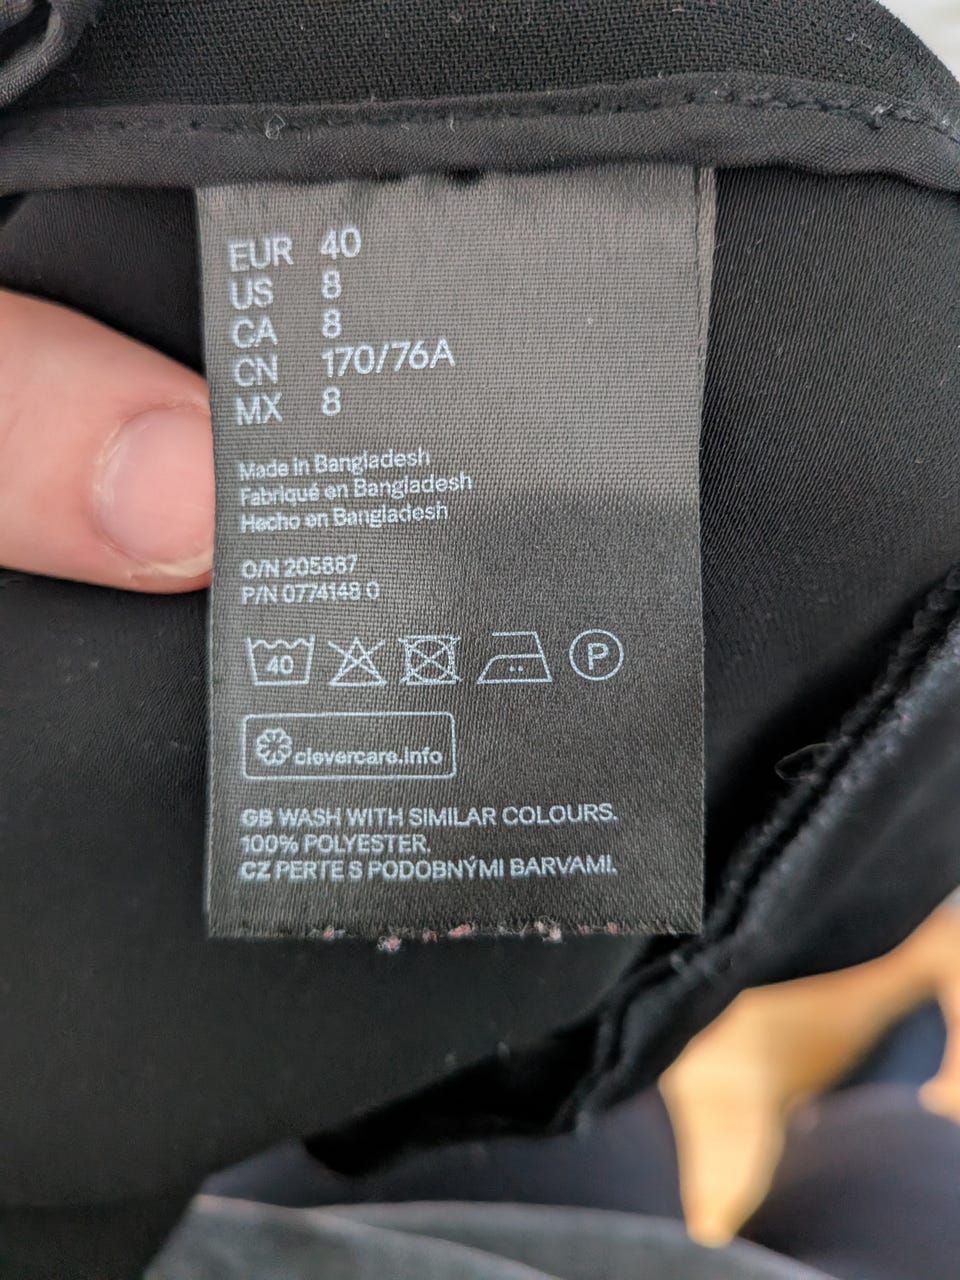 EUR 40
US 8
CA 8
CN 170/76A
MX 8
Made in Bangladesh
Fabriqué en Bangladesh
Hecho en Bangladesh
O/N 205887
P/N 0774148 0
40
P
clevercare.info
GB WASH WITH SIMILAR COLOURS.
100% POLYESTER.
CZ PERTE S PODOBNÝMI BARVAMI.